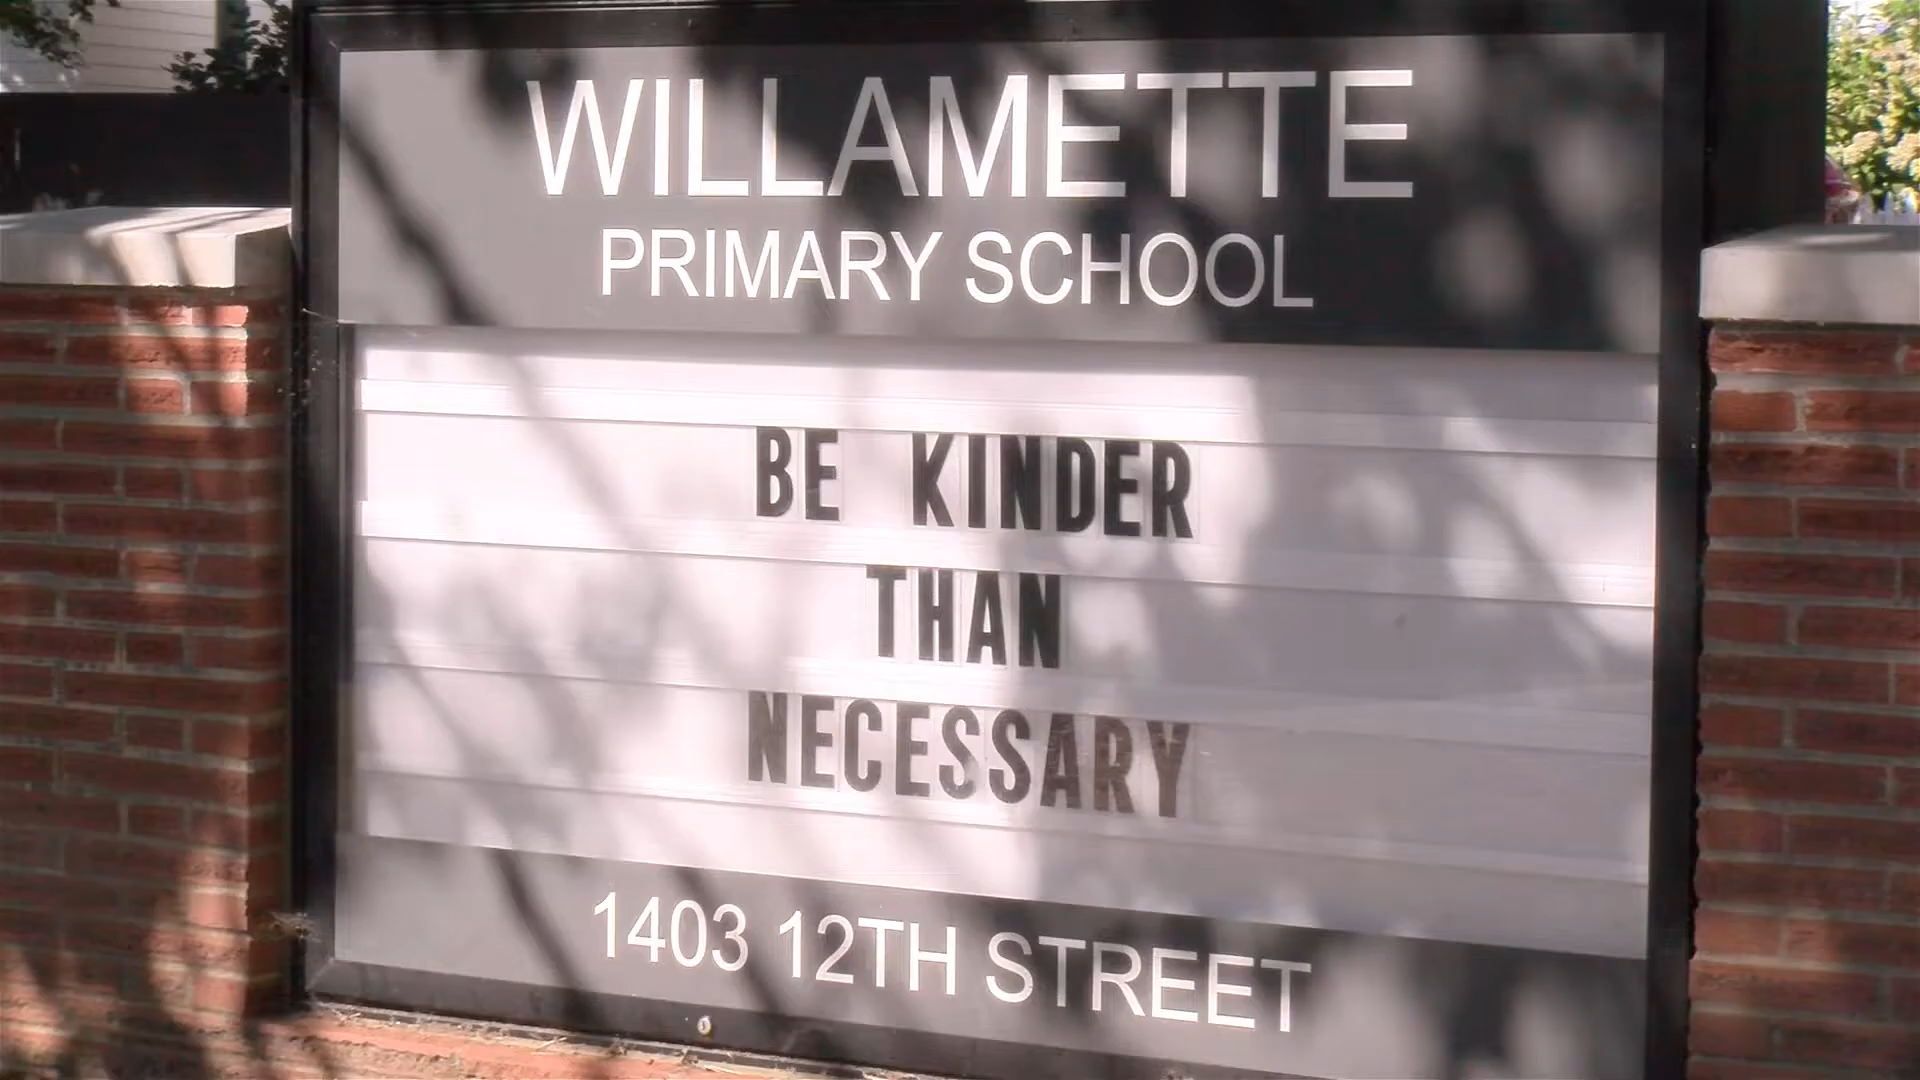 WILLAMETTE
PRIMARY SCHOOL
BE KINDER
THAN
NECESSARY
1403 12TH STREET